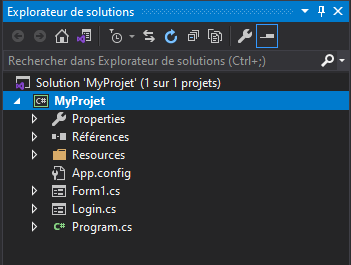 Explorateur de solutions
Rechercher dans Explorateur de solutions (Ctrl+;)
Solution 'MyProjet' (1 sur 1 projets)
C# MyProjet
Properties
Références
Resources
App.config
Form1.cs
Login.cs
C# Program.cs